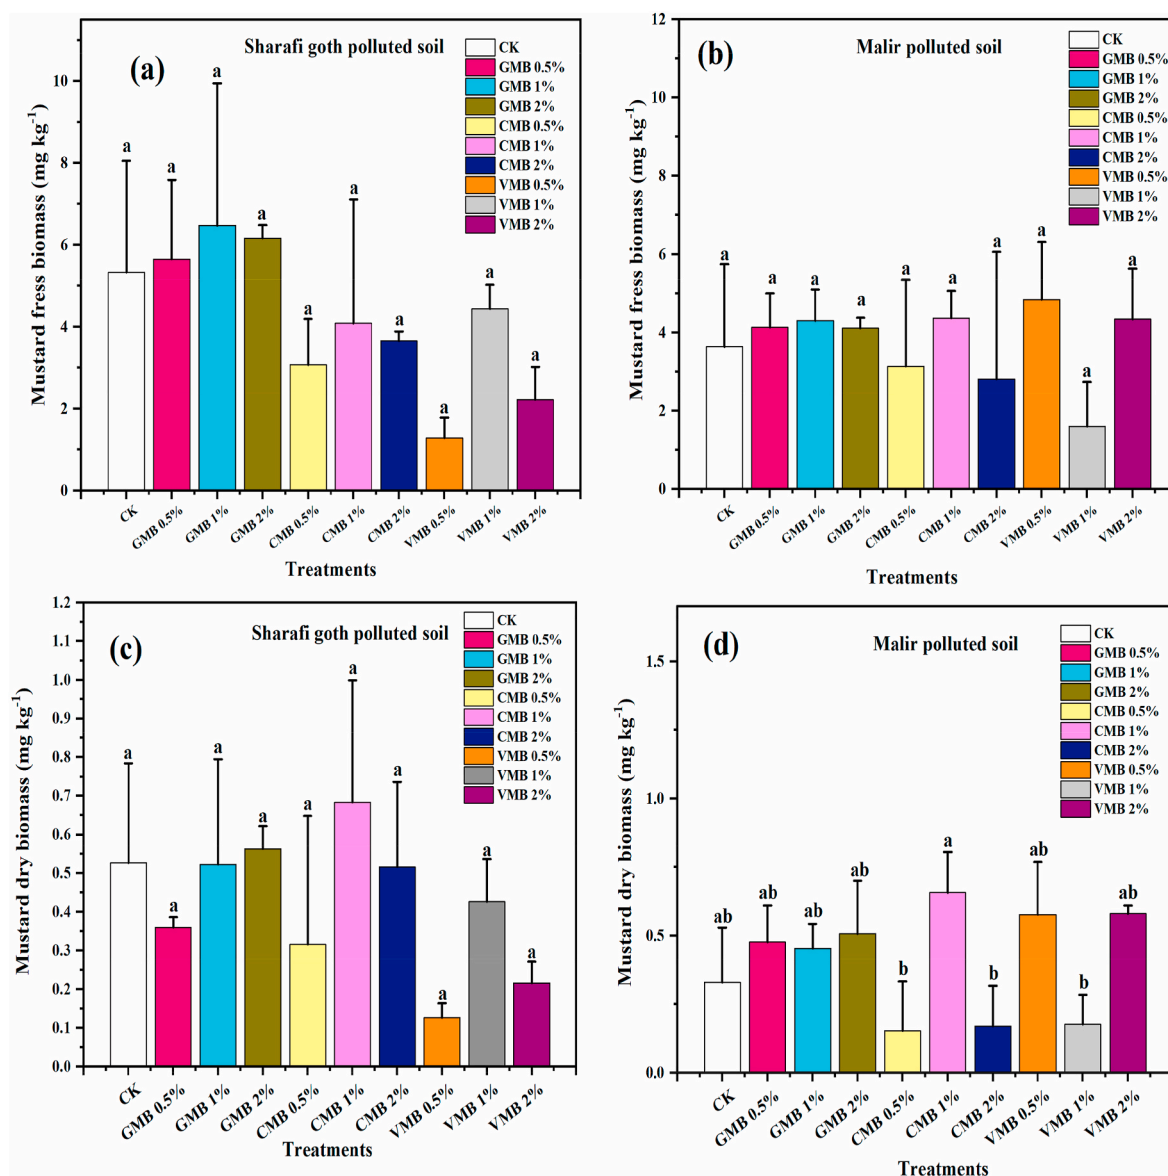 (a)
Sharafi goth polluted soil
CK
GMB 0.5%
GMB 1%
GMB 2%
CMB 0.5%
CMB 1%
CMB 2%
VMB 0.5%
VMB 1%
VMB 2%
Mustard fress biomass (mg kg⁻¹)
10
8
6
4
2
0
a
a
a
a
a
a
a
a
a
a
CK
GMB 0.5%
GMB 1%
GMB 2%
CMB 0.5%
CMB 1%
CMB 2%
VMB 0.5%
VMB 1%
VMB 2%
Treatments
(b)
Malir polluted soil
CK
GMB 0.5%
GMB 1%
GMB 2%
CMB 0.5%
CMB 1%
CMB 2%
VMB 0.5%
VMB 1%
VMB 2%
Mustard fress biomass (mg kg⁻¹)
12
4
8
6
4
2
0
a
a
a
a
a
a
a
a
a
a
CK
GMB 0.5%
GMB 1%
GMB 2%
CMB 0.5%
CMB 1%
CMB 2%
VMB 0.5%
VMB 1%
VMB 2%
Treatments
(c)
Sharafi goth polluted soil
CK
GMB 0.5%
GMB 1%
GMB 2%
CMB 0.5%
CMB 1%
CMB 2%
VMB 0.5%
VMB 1%
VMB 2%
Mustard dry biomass (mg kg⁻¹)
1.2
1.1
1.0
0.9
0.8
0.7
0.6
0.5
0.4
0.3
0.2
0.1
0.0
a
a
a
a
a
a
a
a
a
a
CK
GMB 0.5%
GMB 1%
GMB 2%
CMB 0.5%
CMB 1%
CMB 2%
VMB 0.5%
VMB 1%
VMB 2%
Treatments
(d)
Malir polluted soil
CK
GMB 0.5%
GMB 1%
GMB 2%
CMB 0.5%
CMB 1%
CMB 2%
VMB 0.5%
VMB 1%
VMB 2%
Mustard dry biomass (mg kg⁻¹)
1.5
1.0
0.5
0.0
ab
ab
ab
ab
b
a
b
ab
b
ab
CK
GMB 0.5%
GMB 1%
GMB 2%
CMB 0.5%
CMB 1%
CMB 2%
VMB 0.5%
VMB 1%
VMB 2%
Treatments